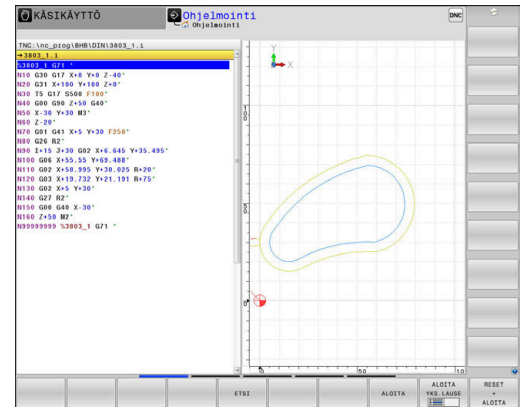 KÄSIKÄYTTÖ
Ohjelmointi
Ohjelmointi
DNC
TNC:\nc_prog\BHB\DIN\3803_1.i
→3803_1.i
%3803_1 G71 *
N10 G30 G17 X+0 Y+0 Z-40*
N20 G31 X+100 Y+100 Z+0*
N30 T5 G17 S500 F100*
N40 G00 G90 Z+50 G40*
N50 X-30 Y+30 M3*
N60 Z-20*
N70 G01 G41 X+5 Y+30 F250*
N80 G26 R2*
N90 I+15 J+30 G02 X+6.645 Y+35.495*
N100 G06 X+55.55 Y+69.488*
N110 G02 X+58.995 Y+30.025 R+20*
N120 G03 X+19.732 Y+21.191 R+75*
N130 G02 X+5 Y+30*
N140 G27 R2*
N150 G00 G40 X-30*
N160 Z+50 M2*
N99999999 %3803_1 G71 *
Y
X
100
50
0
0
50
10
ETSI
ALOITA
ALOITA
YKS.LAUSE
RESET
+
ALOITA